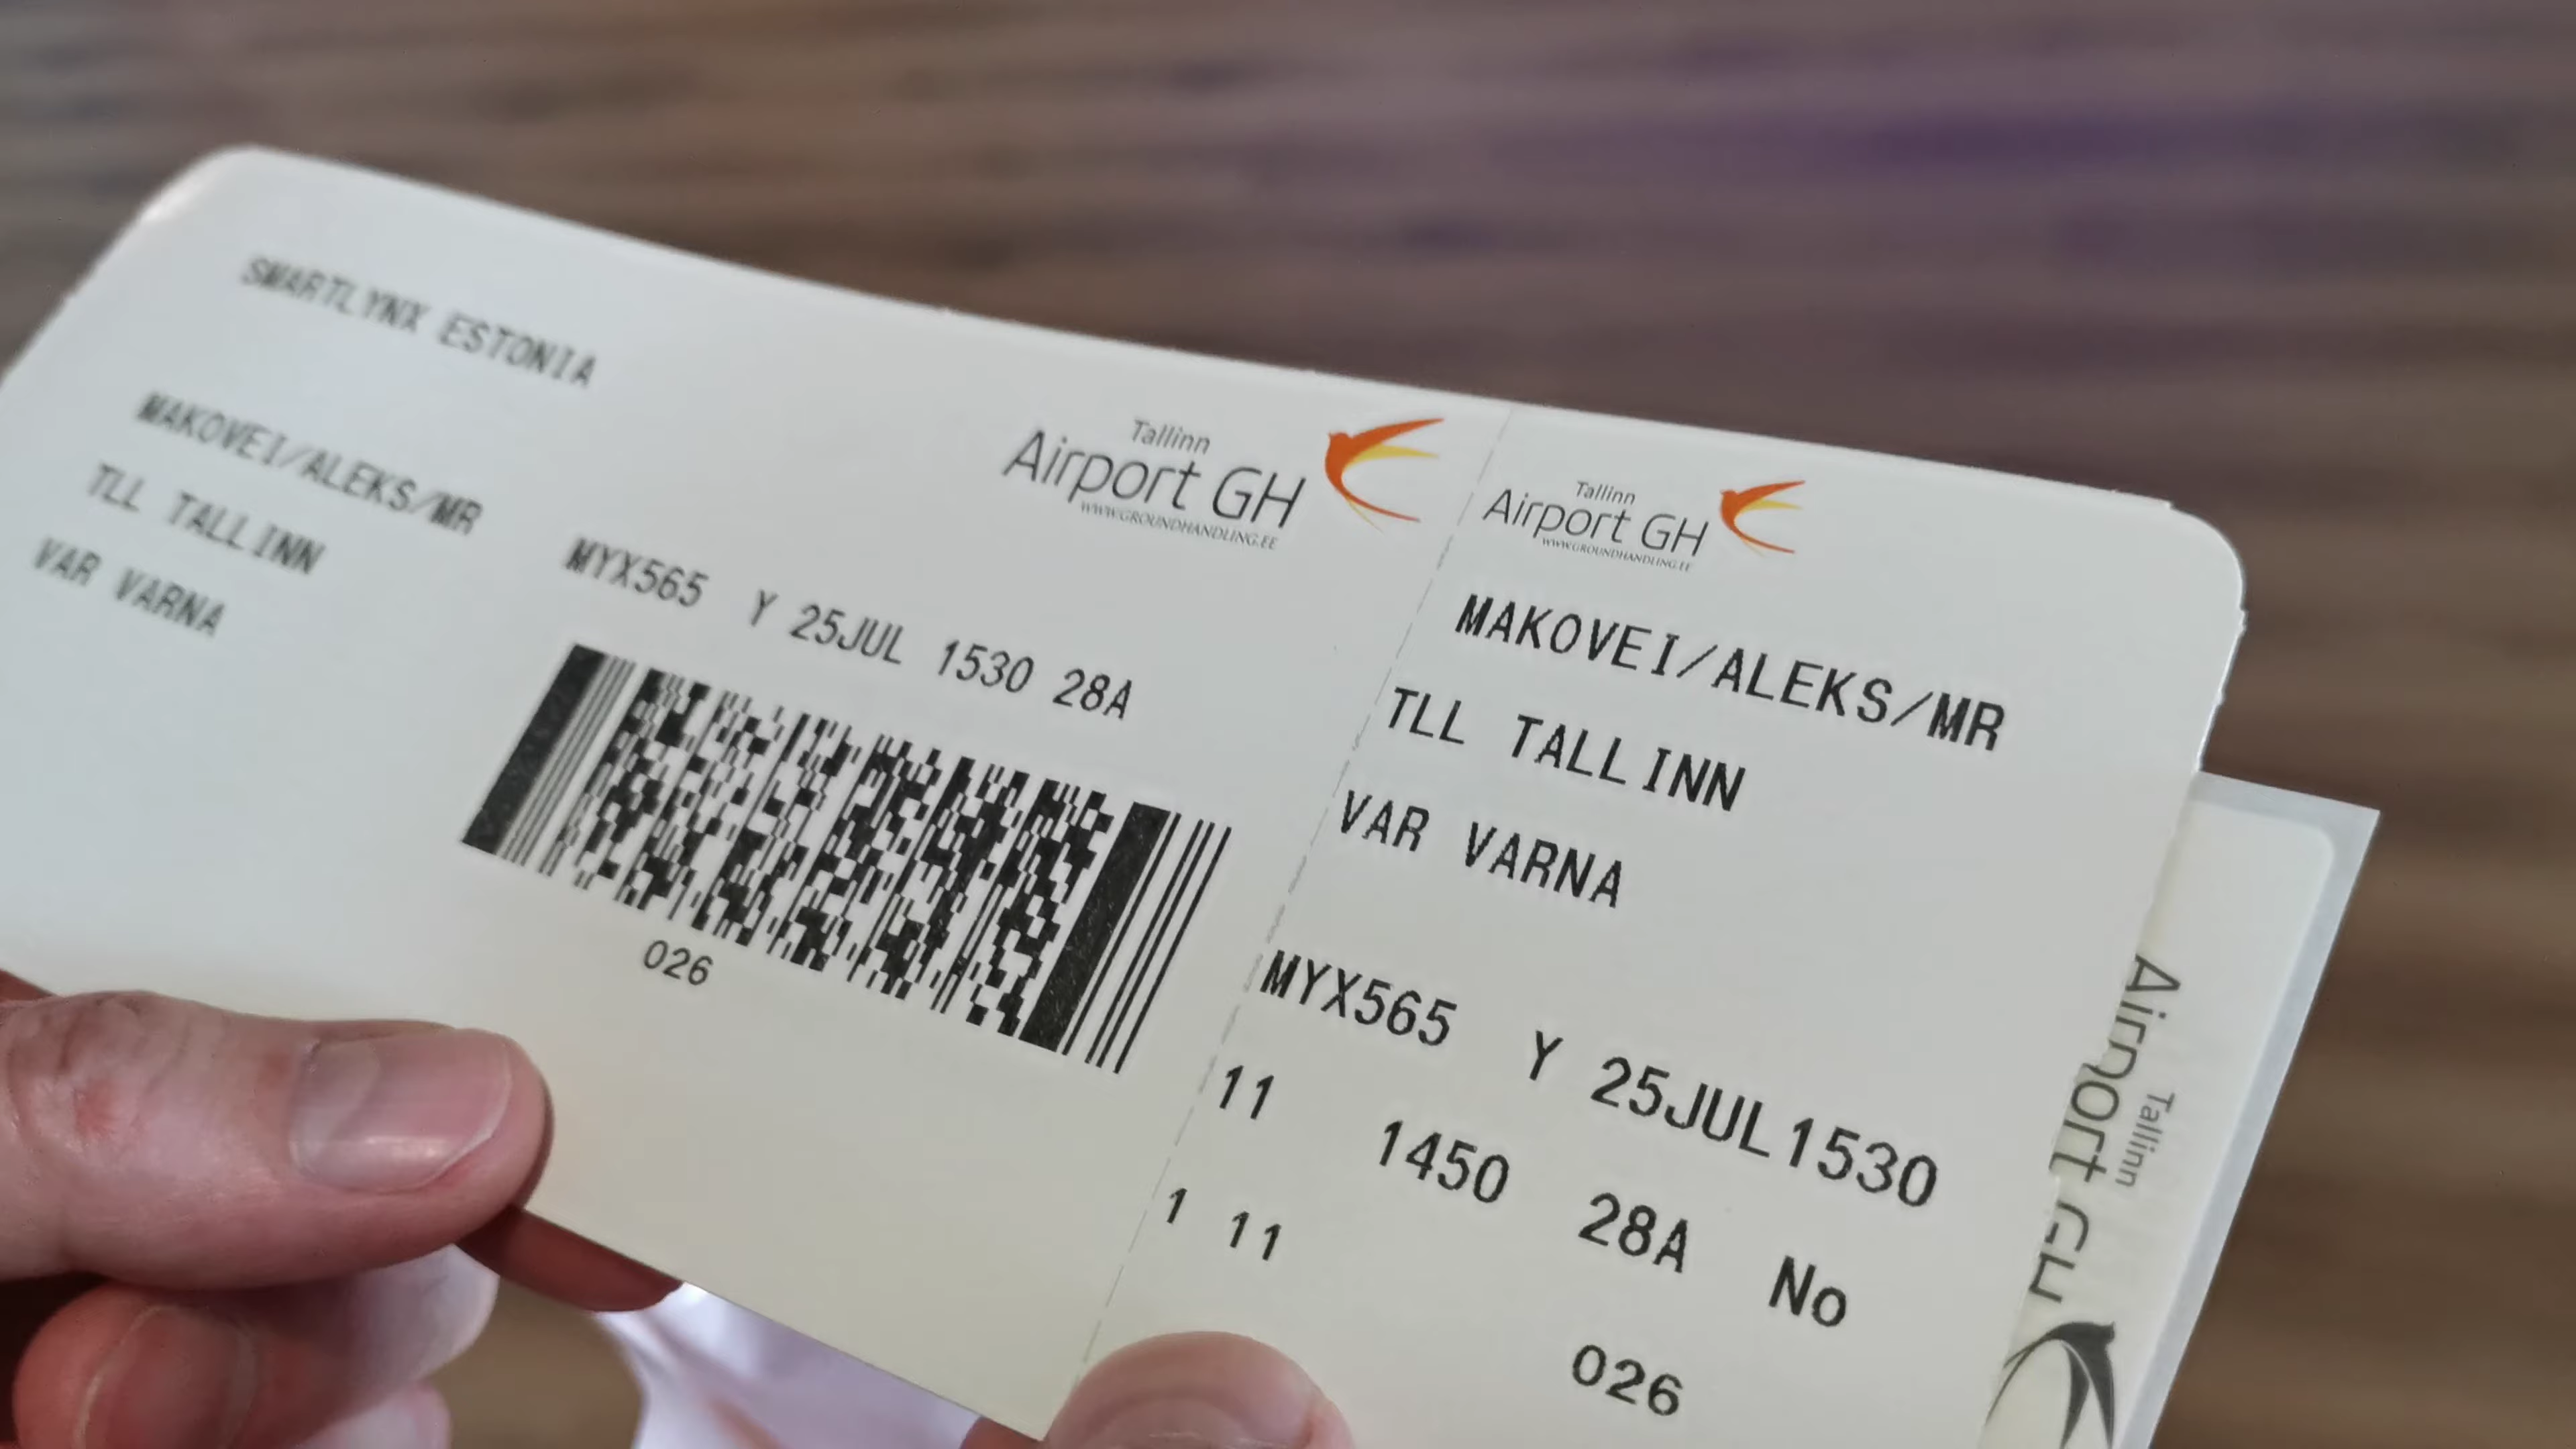 SMARTLYNX ESTONIA
MAKOVEI/ALEKS/MR
TLL TALLINN
VAR VARNA
Tallinn
Airport GH
WWW.GROUNDHANDLING.EE
MYX565 Y 25JUL 1530 28A
026
Tallinn
Airport GH
WWW.GROUNDHANDLING.EE
MAKOVEI/ALEKS/MR
TLL TALLINN
VAR VARNA
MYX565 Y 25JUL1530
11 1450 28A No
1 11
026
Tallinn
Airport GH